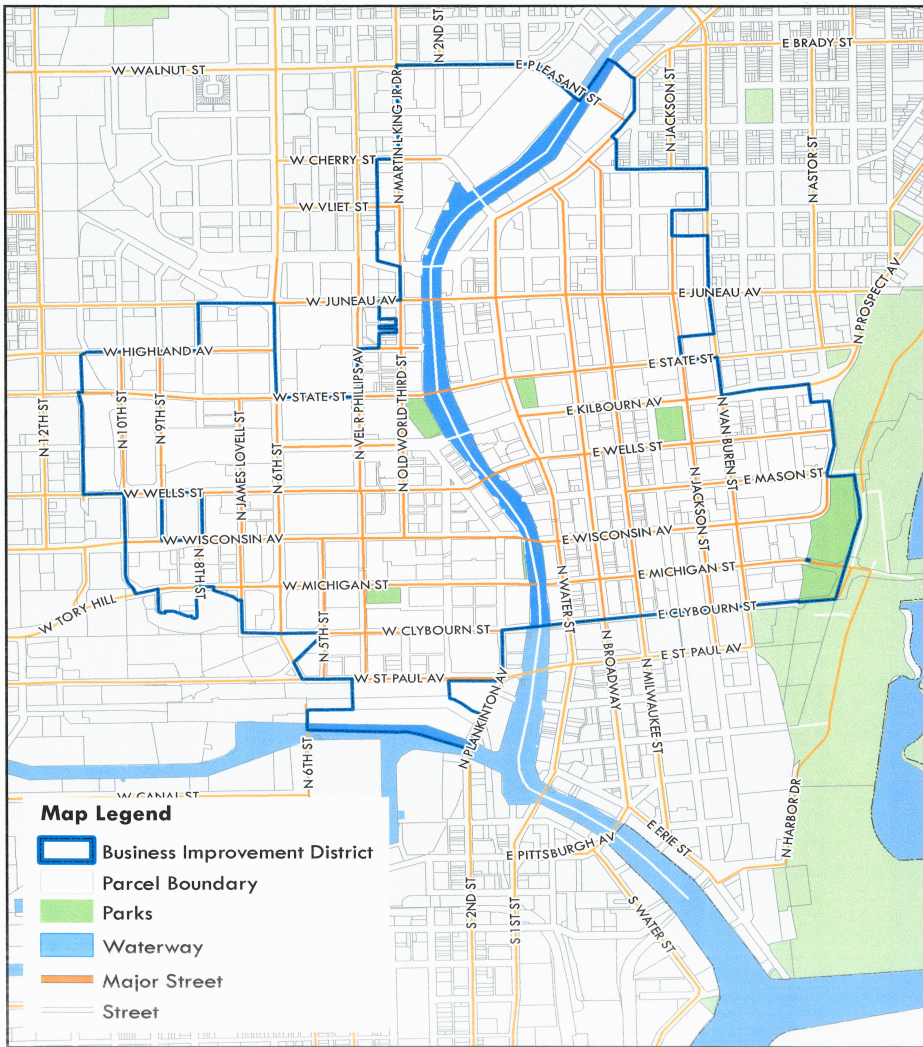 N 2ND ST
E BRADY ST
W WALNUT ST
E PLEASANT ST
N MARTIN L KING JR DR
N JACKSON ST
N ASTOR ST
W CHERRY ST
W VLIET ST
W JUNEAU AV
E JUNEAU AV
N PROSPECT AV
W HIGHLAND AV
E STATE ST
W STATE ST
N VEL R PHILLIPS AV
N OLD WORLD THIRD ST
E KILBOURN AV
N 12TH ST
N 10TH ST
N 9TH ST
N JAMES LOVELL ST
N 6TH ST
N VAN BUREN ST
E WELLS ST
E MASON ST
W WELLS ST
N JACKSON ST
W WISCONSIN AV
E WISCONSIN AV
N 8TH ST
W MICHIGAN ST
E MICHIGAN ST
N WATER ST
W TORY HILL
E CLYBOURN ST
N 5TH ST
W CLYBOURN ST
N BROADWAY
E ST PAUL AV
N MILWAUKEE ST
W ST PAUL AV
N PLANKINTON AV
N 6TH ST
W CANAL ST
N HARBOR DR
E ERIE ST
E PITTSBURGH AV
S 2ND ST
S 1ST ST
S WATER ST
Map Legend
Business Improvement District
Parcel Boundary
Parks
Waterway
Major Street
Street